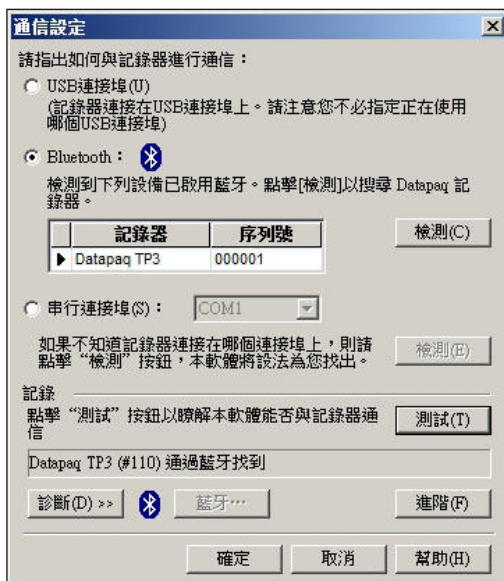 通信設定
請指出如何與記錄器進行通信：
USB連接埠(U)
(記錄器連接在USB連接埠上。請注意您不必指定正在使用
哪個USB連接埠)
Bluetooth：
檢測到下列設備已啟用藍牙。點擊[檢測]以搜尋 Datapaq 記
錄器。
記錄器 序列號
檢測(C)
Datapaq TP3 000001
串行連接埠(S)： COM1
如果不知道記錄器連接在哪個連接埠上，則請
點擊“檢測”按鈕，本軟體將設法為您找出。
檢測(E)
記錄
點擊“測試”按鈕以瞭解本軟體能否與記錄器通
信
測試(T)
Datapaq TP3 (#110) 通過藍牙找到
診斷(D) >> 藍牙… 進階(F)
確定 取消 幫助(H)